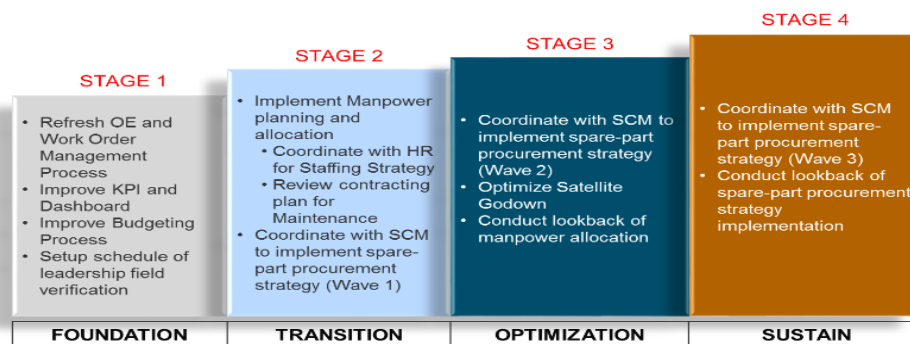 STAGE 1
• Refresh OE and
Work Order
Management
Process
• Improve KPI and
Dashboard
• Improve Budgeting
Process
• Setup schedule of
leadership field
verification
FOUNDATION
STAGE 2
• Implement Manpower
planning and
allocation
• Coordinate with HR
for Staffing Strategy
• Review contracting
plan for
Maintenance
• Coordinate with SCM
to implement spare-
part procurement
strategy (Wave 1)
TRANSITION
STAGE 3
• Coordinate with SCM to
implement spare-part
procurement strategy
(Wave 2)
• Optimize Satellite
Godown
• Conduct lookback of
manpower allocation
OPTIMIZATION
STAGE 4
• Coordinate with SCM
to implement spare-
part procurement
strategy (Wave 3)
• Conduct lookback of
spare-part procurement
strategy
implementation
SUSTAIN